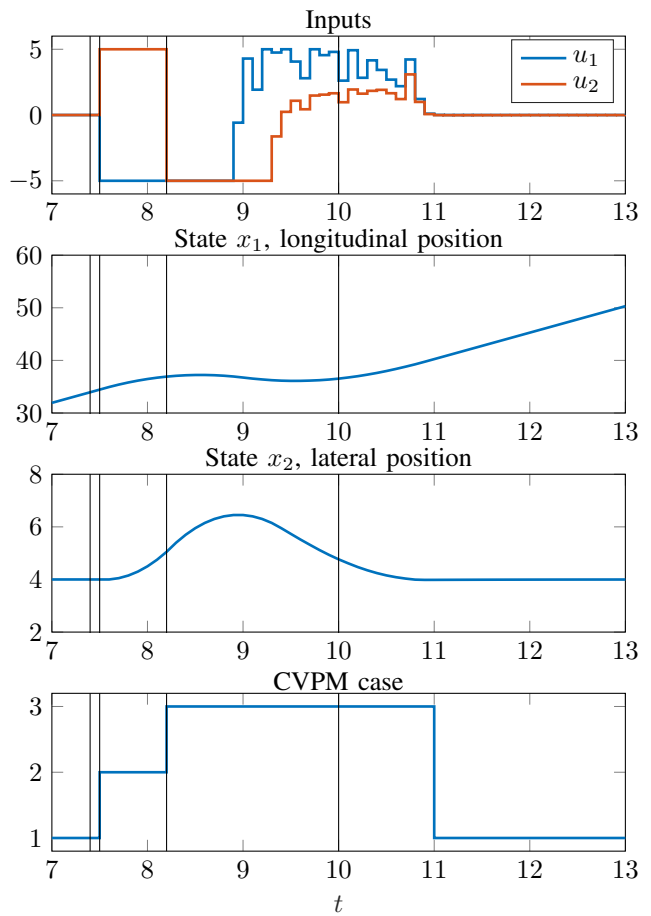 Inputs
5
0
−5
u1
u2
7 8 9 10 11 12 13
State x1, longitudinal position
60
50
40
30
7 8 9 10 11 12 13
State x2, lateral position
8
6
4
2
7 8 9 10 11 12 13
CVPM case
3
2
1
7 8 9 10 11 12 13
t